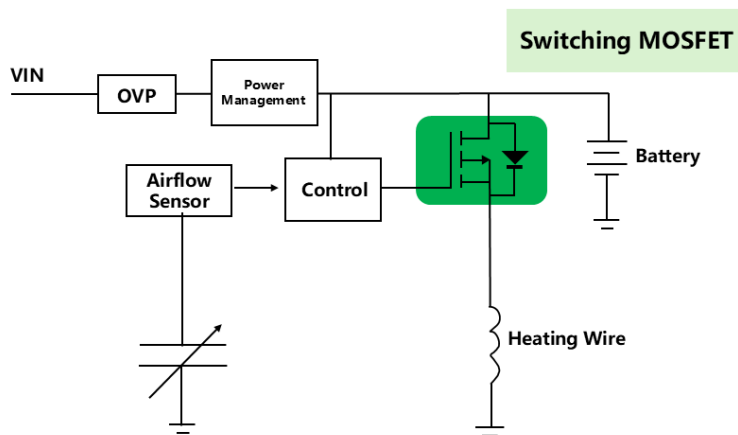 Switching MOSFET
VIN
OVP
Power
Management
Airflow
Sensor
Control
Battery
Heating Wire